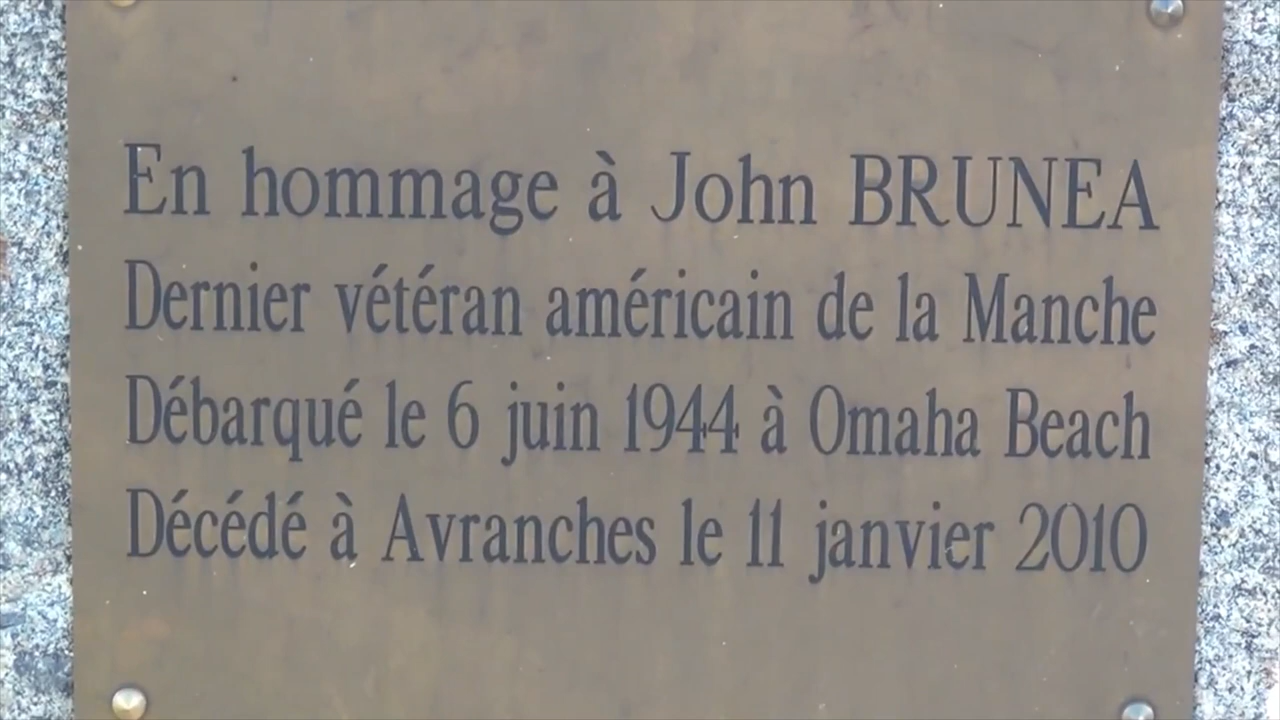 En hommage à John BRUNEA
Dernier vétéran américain de la Manche
Débarqué le 6 juin 1944 à Omaha Beach
Décédé à Avranches le 11 janvier 2010